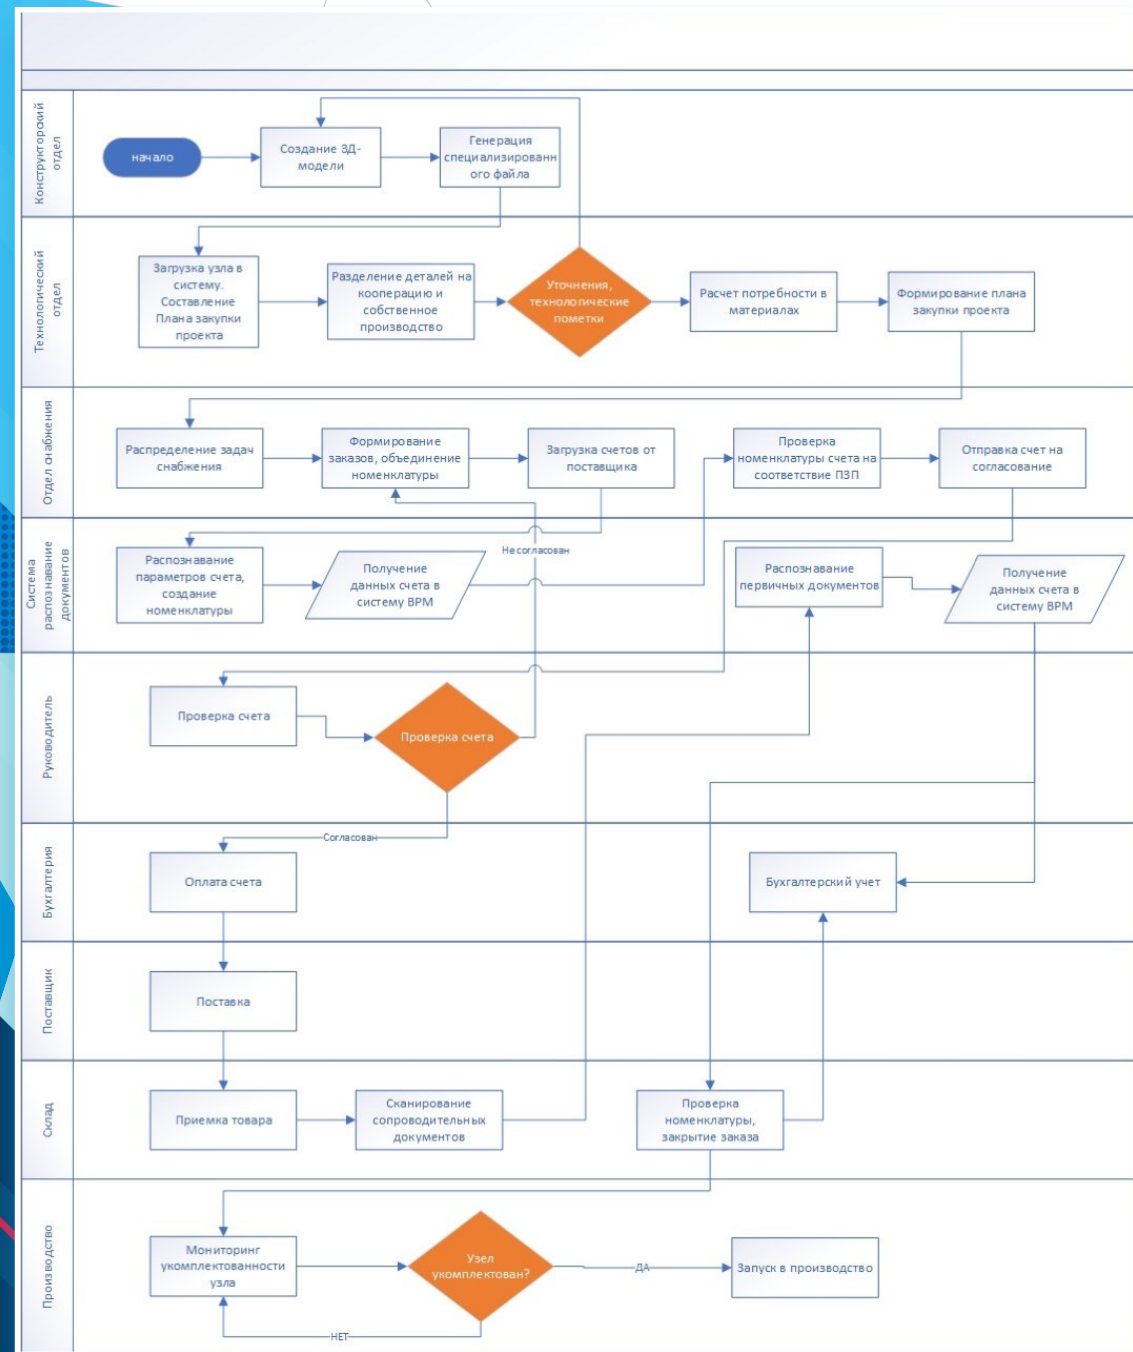 Конструкторский
отдел
начало
Создание 3Д-
модели
Генерация
специализированн
ого файла
Технологический
отдел
Загрузка узла в
систему.
Составление
Плана закупки
проекта
Разделение деталей на
кооперацию и
собственное
производство
Уточнения,
технологические
пометки
Расчет потребности в
материалах
Формирование плана
закупки проекта
Отдел снабжения
Распределение задач
снабжения
Формирование
заказов, объединение
номенклатуры
Загрузка счетов от
поставщика
Проверка
номенклатуры счета на
соответствие ПЗП
Отправка счет на
согласование
Система
распознавание
документов
Распознавание
параметров счета,
создание
номенклатуры
Получение
данных счета в
систему BPM
Не согласован
Распознавание
первичных документов
Получение
данных счета в
систему BPM
Руководитель
Проверка счета
Проверка счета
Согласован
Бухгалтерия
Оплата счета
Бухгалтерский учет
Поставщик
Поставка
Склад
Приемка товара
Сканирование
сопроводительных
документов
Проверка
номенклатуры,
закрытие заказа
Производство
Мониторинг
укомплектованности
узла
Узел
укомплектован?
ДА
Запуск в производство
НЕТ